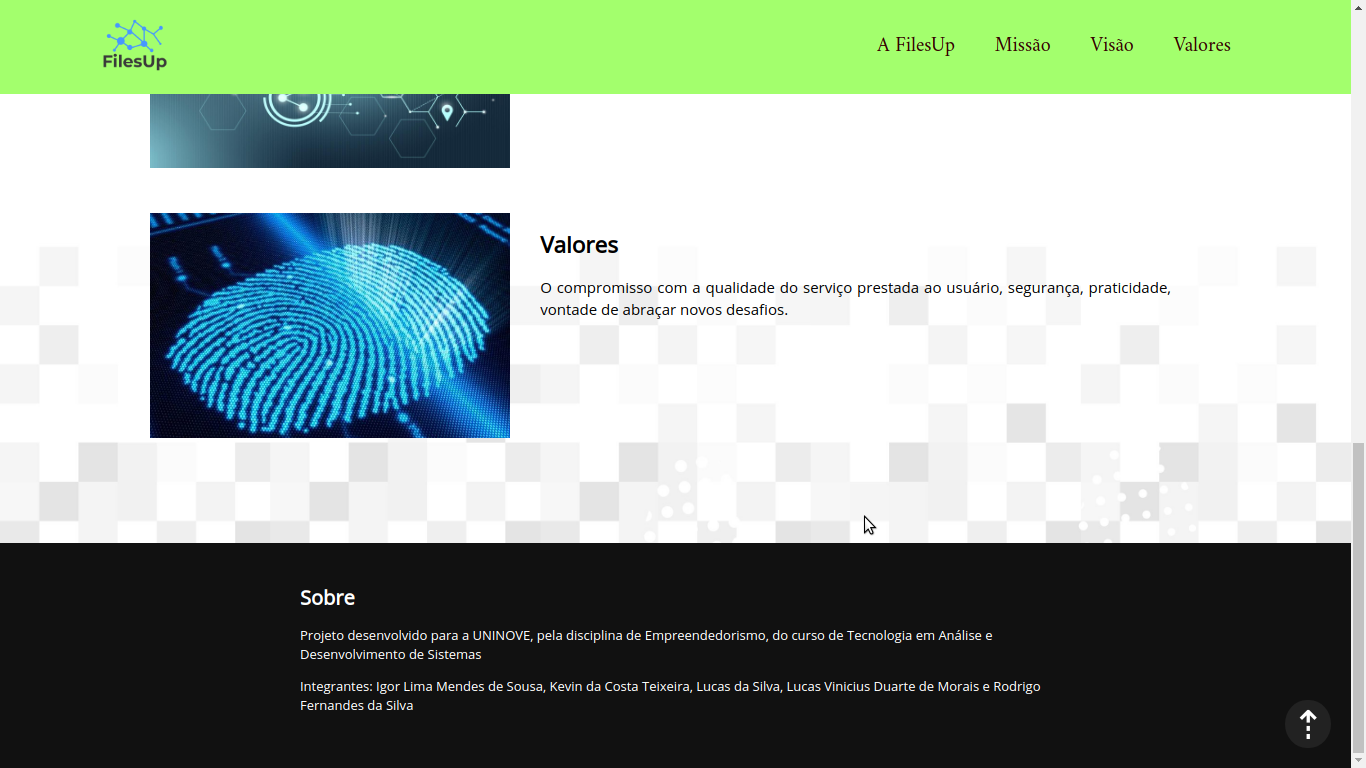 FilesUp
A FilesUp Missão Visão Valores
Valores
O compromisso com a qualidade do serviço prestada ao usuário, segurança, praticidade,
vontade de abraçar novos desafios.
Sobre
Projeto desenvolvido para a UNINOVE, pela disciplina de Empreendedorismo, do curso de Tecnologia em Análise e
Desenvolvimento de Sistemas
Integrantes: Igor Lima Mendes de Sousa, Kevin da Costa Teixeira, Lucas da Silva, Lucas Vinicius Duarte de Morais e Rodrigo
Fernandes da Silva